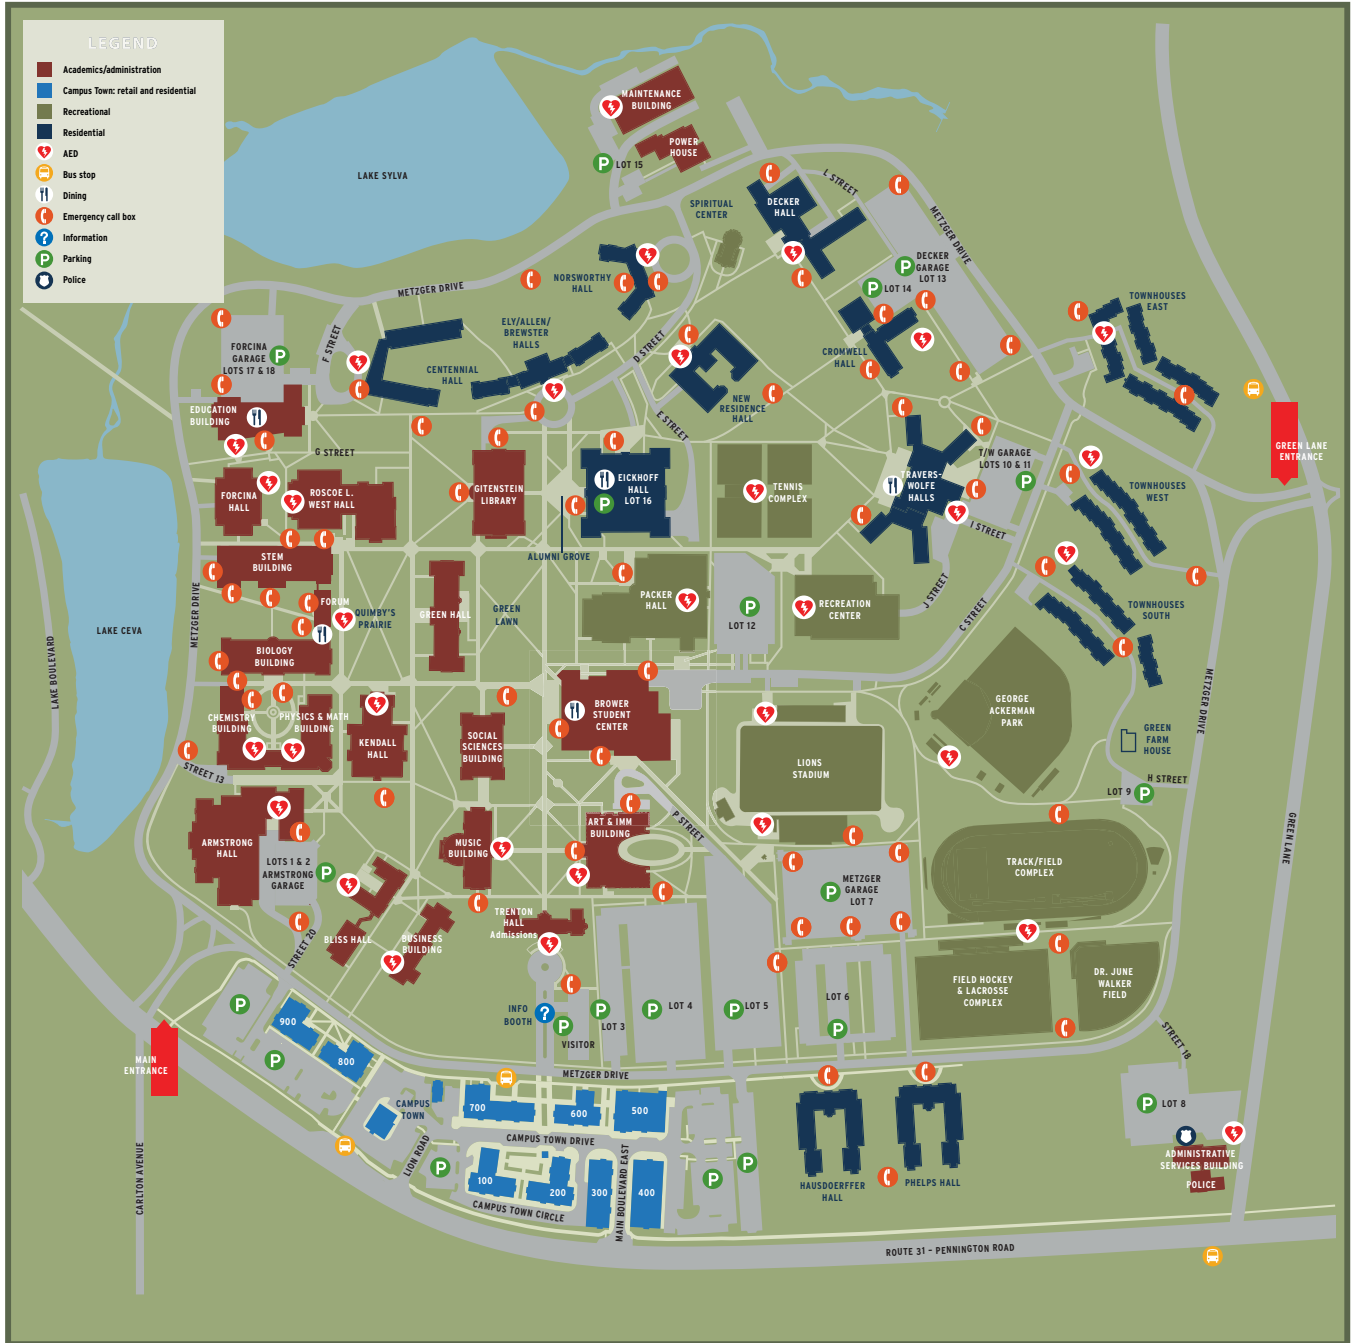 LEGEND
Academics/administration
Campus Town: retail and residential
Recreational
Residential
AED
Bus stop
Dining
Emergency call box
Information
Parking
Police
MAINTENANCE
BUILDING
POWER
HOUSE
P LOT 15
LAKE SYLVA
SPIRITUAL
CENTER
DECKER
HALL
L STREET
METZGER DRIVE
P DECKER
GARAGE
LOT 13
P LOT 14
NORSWORTHY
HALL
METZGER DRIVE
TOWNHOUSES
EAST
ELY/ALLEN/
BREWSTER
HALLS
D STREET
F STREET
FORCINA
GARAGE
LOTS 17 & 18
P
CENTENNIAL
HALL
CROMWELL
HALL
NEW
RESIDENCE
HALL
E STREET
EDUCATION
BUILDING
G STREET
GREEN LANE
ENTRANCE
T/W GARAGE
LOTS 10 & 11
P
FORCINA
HALL
ROSCOE L.
WEST HALL
GITENSTEIN
LIBRARY
EICKHOFF
HALL
LOT 16
P
TENNIS
COMPLEX
TRAVERS-
WOLFE
HALLS
TOWNHOUSES
WEST
I STREET
ALUMNI GROVE
STEM
BUILDING
METZGER DRIVE
FORUM
QUIMBY'S
PRAIRIE
GREEN HALL
GREEN
LAWN
PACKER
HALL
P
LOT 12
RECREATION
CENTER
J STREET
C STREET
TOWNHOUSES
SOUTH
LAKE CEVA
LAKE BOULEVARD
BIOLOGY
BUILDING
METZGER DRIVE
CHEMISTRY
BUILDING
PHYSICS & MATH
BUILDING
KENDALL
HALL
SOCIAL
SCIENCES
BUILDING
BROWER
STUDENT
CENTER
GEORGE
ACKERMAN
PARK
GREEN
FARM
HOUSE
LIONS
STADIUM
STREET 13
H STREET
LOT 9 P
P STREET
ART & IMM
BUILDING
ARMSTRONG
HALL
LOTS 1 & 2
ARMSTRONG
GARAGE
P
MUSIC
BUILDING
GREEN LANE
TRACK/FIELD
COMPLEX
METZGER
GARAGE
LOT 7
P
BLISS HALL
BUSINESS
BUILDING
TRENTON
HALL
Admissions
STREET 20
FIELD HOCKEY
& LACROSSE
COMPLEX
DR. JUNE
WALKER
FIELD
P
LOT 6
P
P LOT 4
P LOT 5
P
LOT 3
INFO
BOOTH
?
P
VISITOR
900
800
P
STREET 18
MAIN
ENTRANCE
METZGER DRIVE
CAMPUS
TOWN
700
600
500
P LOT 8
CAMPUS TOWN DRIVE
LION ROAD
P
100
200
300
400
MAIN BOULEVARD EAST
P
P
CAMPUS TOWN CIRCLE
CARLTON AVENUE
HAUSDOERFFER
HALL
PHELPS HALL
ADMINISTRATIVE
SERVICES BUILDING
POLICE
ROUTE 31 - PENNINGTON ROAD